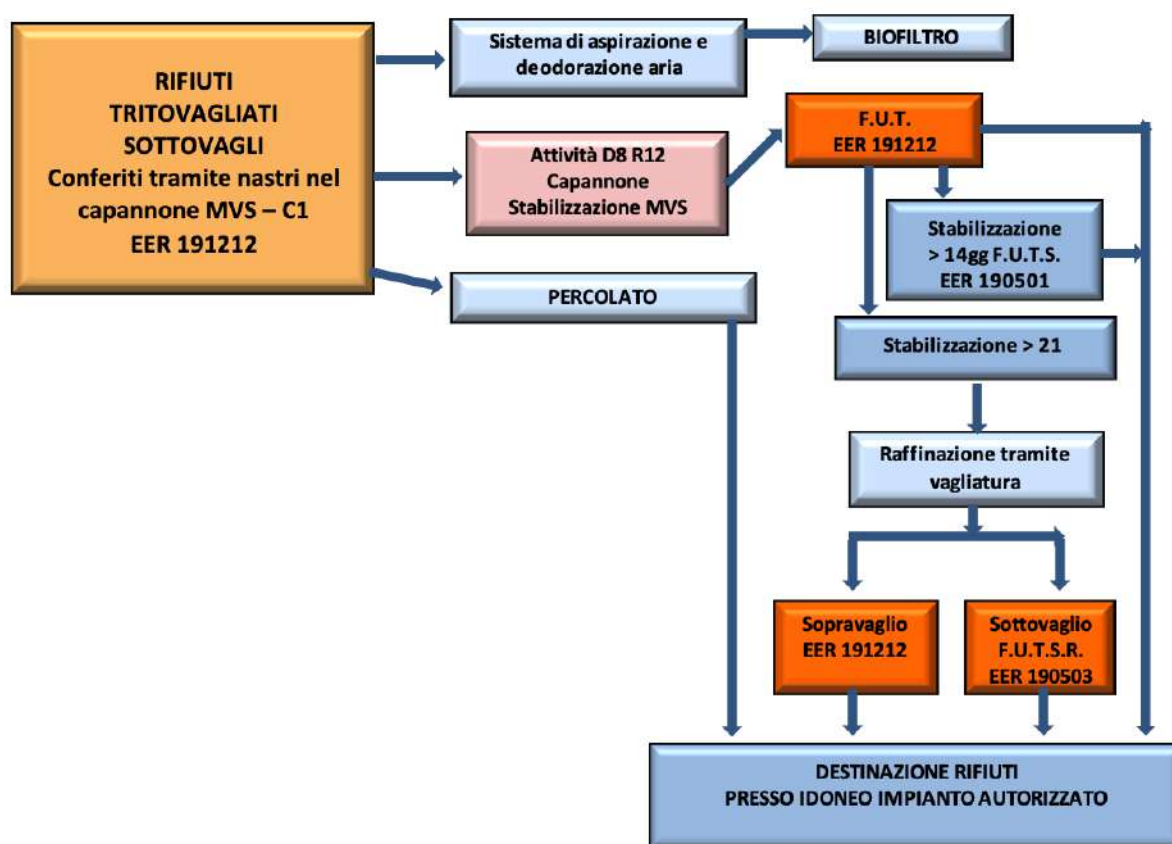 RIFIUTI
TRITOVAGLIATI
SOTTOVAGLI
Conferiti tramite nastri nel
capannone MVS – C1
EER 191212
Sistema di aspirazione e
deodorazione aria
BIOFILTRO
Attività D8 R12
Capannone
Stabilizzazione MVS
F.U.T.
EER 191212
Stabilizzazione
> 14gg F.U.T.S.
EER 190501
PERCOLATO
Stabilizzazione > 21
Raffinazione tramite
vagliatura
Sopravaglio
EER 191212
Sottovaglio
F.U.T.S.R.
EER 190503
DESTINAZIONE RIFIUTI
PRESSO IDONEO IMPIANTO AUTORIZZATO